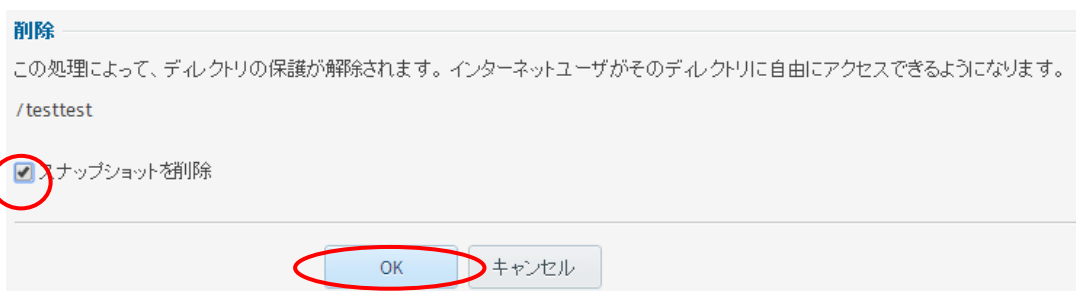 削除
この処理によって、ディレクトリの保護が解除されます。インターネットユーザがそのディレクトリに自由にアクセスできるようになります。
/testtest
スナップショットを削除
OK キャンセル